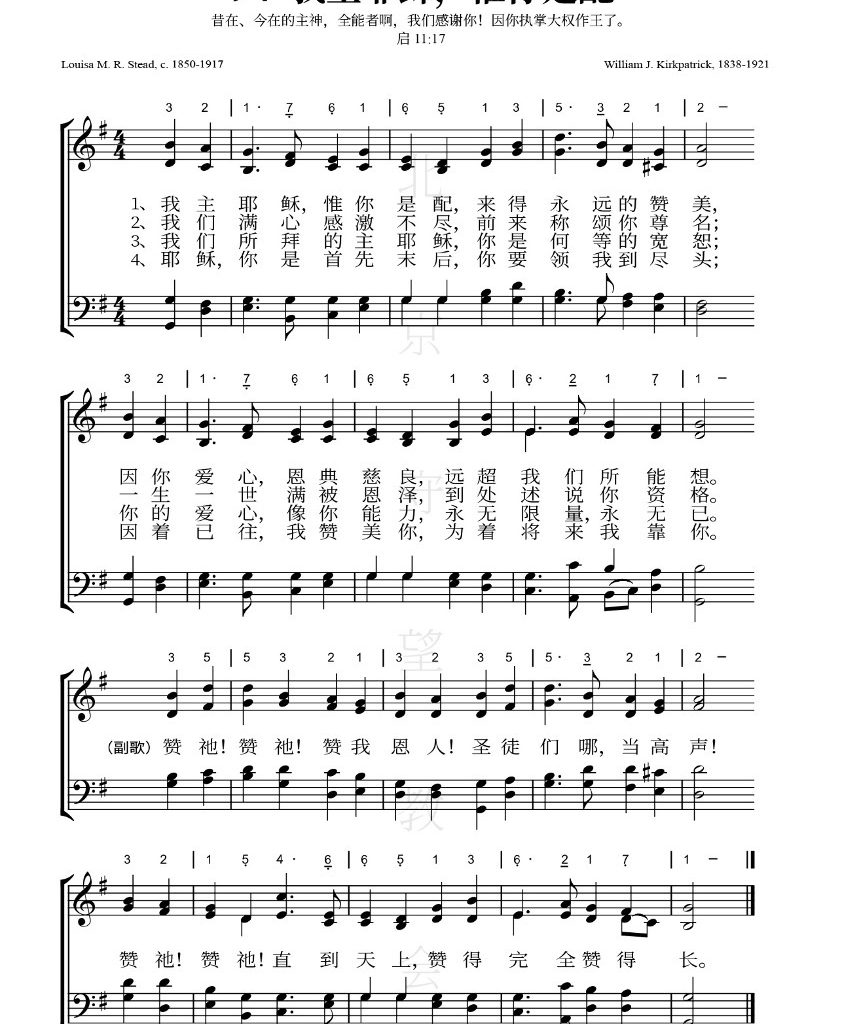 昔在、今在的主神，全能者啊，我们感谢你！因你执掌大权作王了。
启 11:17
Louisa M. R. Stead, c. 1850-1917 William J. Kirkpatrick, 1838-1921
3 2 | 1· 7 6 1 | 6 5 1 3 | 5· 3 2 1 | 2 –
1、我主耶稣，惟你是配，来得永远的赞美，
2、我们满心感激不尽，前来称颂你尊名；
3、我们所拜的主耶稣，你是何等的宽恕；
4、耶稣，你是首先末后，你要领我到尽头；
3 2 | 1· 7 6 1 | 6 5 1 3 | 6· 2 1 7 | 1 –
因你爱心，恩典慈良，远超我们所能想。
一生一世满被恩泽，到处述说你资格。
你的爱心，像你能力，永无限量，永无已。
因着已往，我赞美你，为着将来我靠你。
3 5 | 5 3 2 1 | 3 2 3 5 | 5· 3 2 1 | 2 –
（副歌）赞祂！赞祂！赞我恩人！圣徒们哪，当高声！
3 2 | 1 5 4· 6 | 6 5 1 3 | 6· 2 1 7 | 1 –
赞祂！赞祂！直到天上，赞得完全赞得长。
北京守望教会